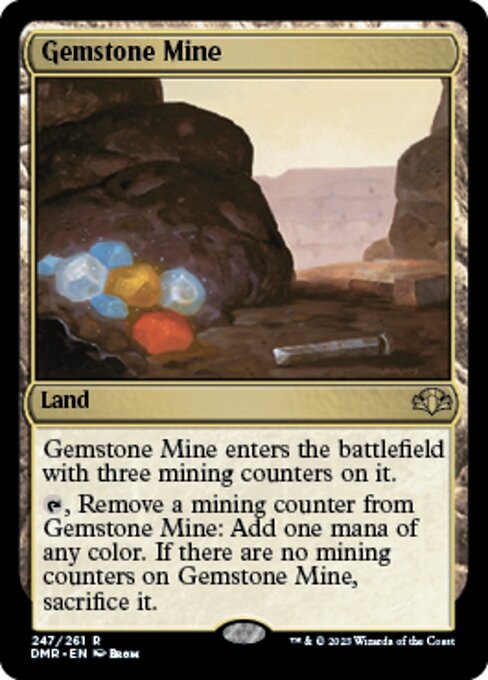 Gemstone Mine
Land
Gemstone Mine enters the battlefield
with three mining counters on it.
, Remove a mining counter from
Gemstone Mine: Add one mana of
any color. If there are no mining
counters on Gemstone Mine,
sacrifice it.
247/261 R
DMR • EN Brom
™ & © 2023 Wizards of the Coast